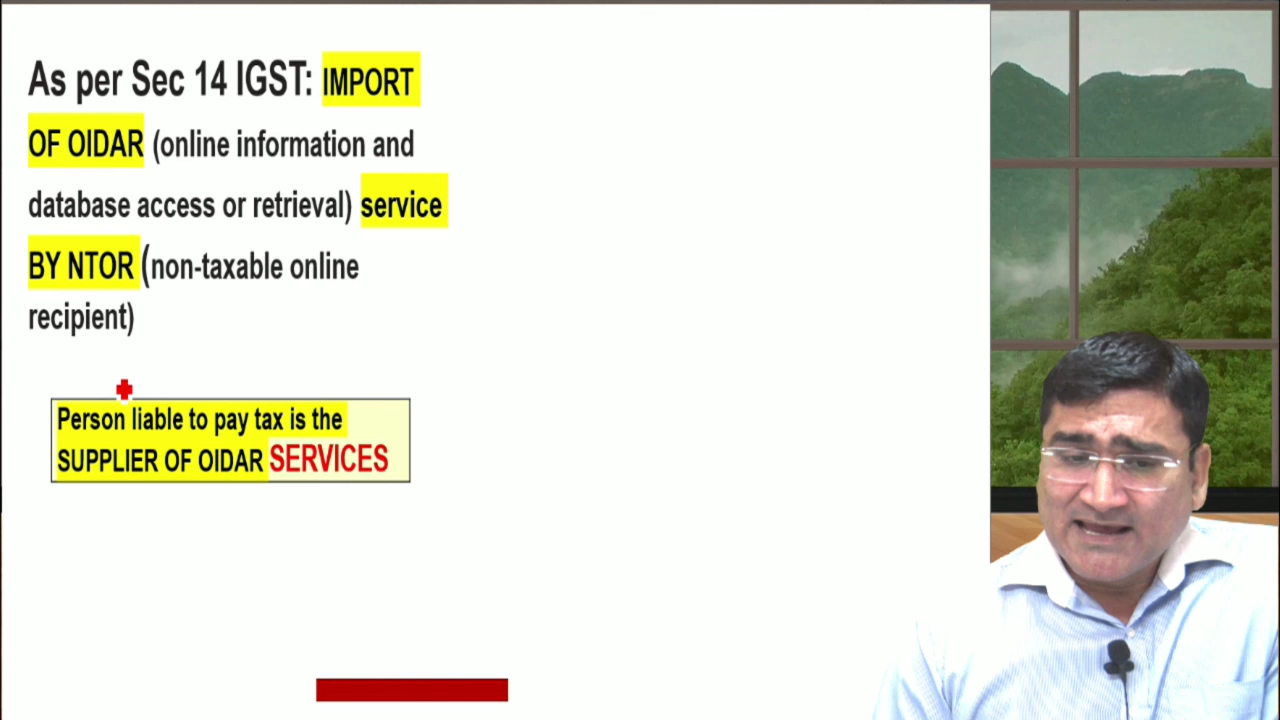 As per Sec 14 IGST: IMPORT
OF OIDAR (online information and
database access or retrieval) service
BY NTOR (non-taxable online
recipient)
Person liable to pay tax is the
SUPPLIER OF OIDAR SERVICES